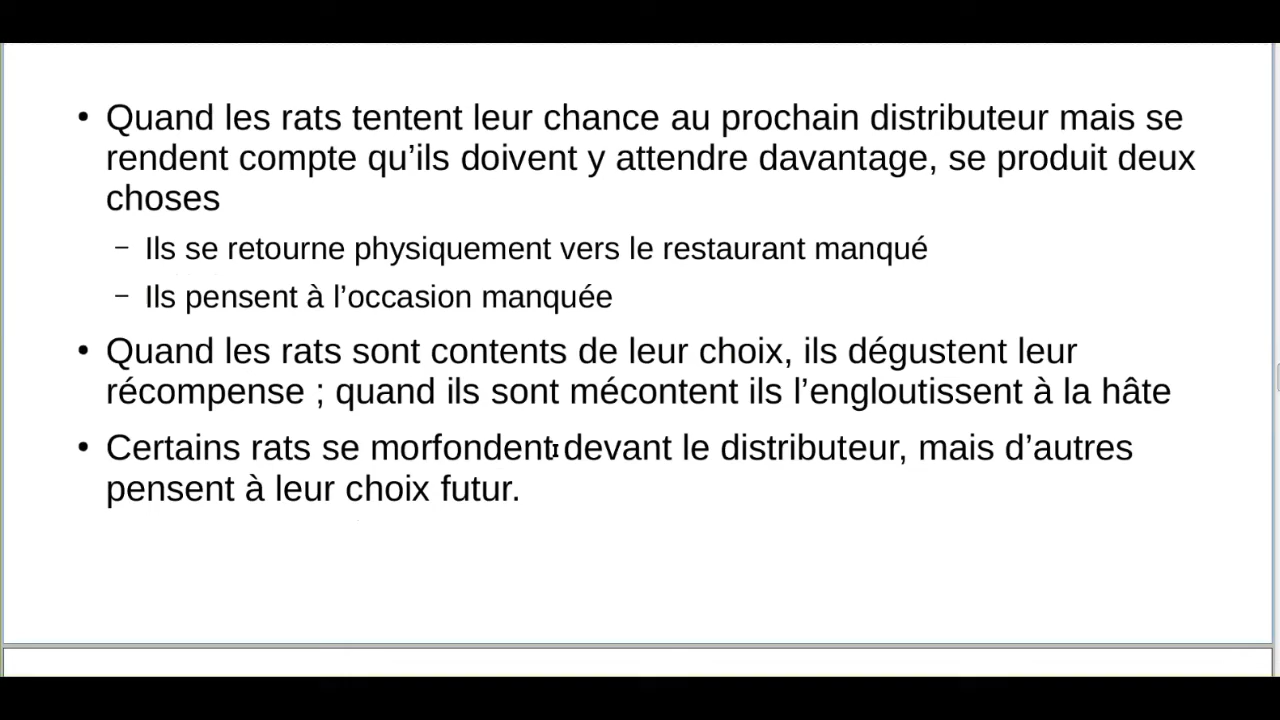 • Quand les rats tentent leur chance au prochain distributeur mais se
rendent compte qu’ils doivent y attendre davantage, se produit deux
choses
– Ils se retourne physiquement vers le restaurant manqué
– Ils pensent à l’occasion manquée
• Quand les rats sont contents de leur choix, ils dégustent leur
récompense ; quand ils sont mécontent ils l’engloutissent à la hâte
• Certains rats se morfondent devant le distributeur, mais d’autres
pensent à leur choix futur.